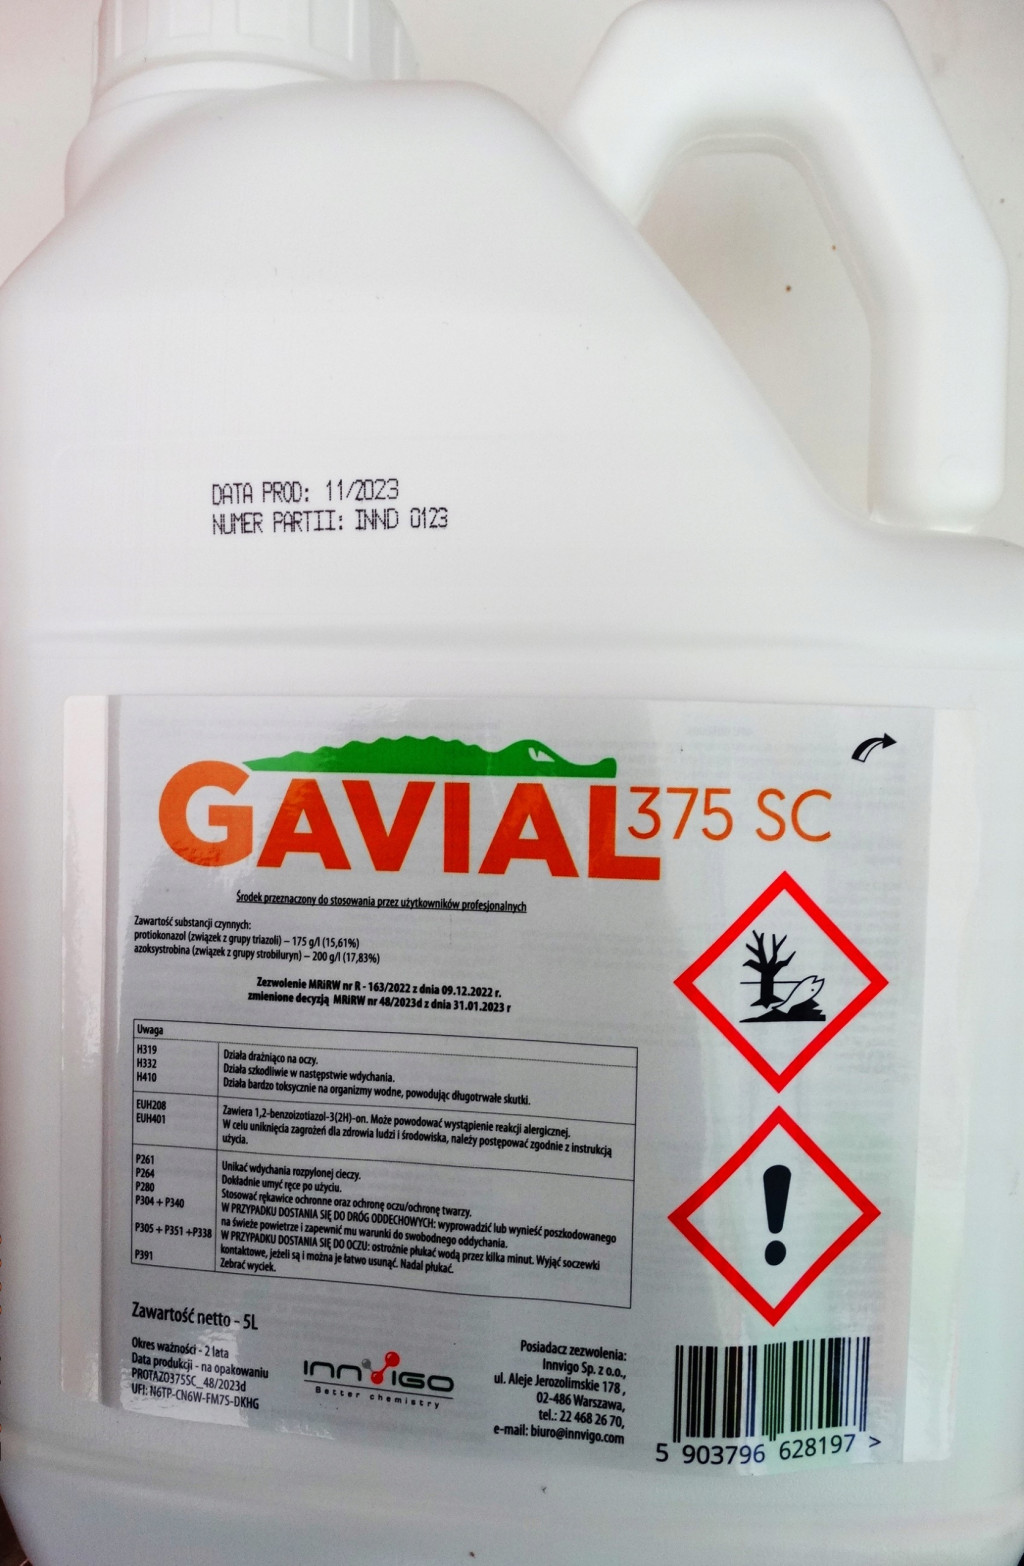 DATA PROD: 11/2023
NUMER PARTII: INND 0123
GAVIAL 375 SC
Środek przeznaczony do stosowania przez użytkowników profesjonalnych
Zawartość substancji czynnych:
protiokonazol (związek z grupy triazoli) – 175 g/l (15,61%)
azoksystrobina (związek z grupy strobiluryn) – 200 g/l (17,83%)
Zezwolenie MRiRW nr R - 163/2022 z dnia 09.12.2022 r.
zmienione decyzją MRiRW nr 48/2023d z dnia 31.01.2023 r
Uwaga
H319 Działa drażniąco na oczy.
H332 Działa szkodliwie w następstwie wdychania.
H410 Działa bardzo toksycznie na organizmy wodne, powodując długotrwałe skutki.
EUH208 Zawiera 1,2-benzoizotiazol-3(2H)-on. Może powodować wystąpienie reakcji alergicznej.
EUH401 W celu uniknięcia zagrożeń dla zdrowia ludzi i środowiska, należy postępować zgodnie z instrukcją
użycia.
P261 Unikać wdychania rozpylonej cieczy.
P264 Dokładnie umyć ręce po użyciu.
P280 Stosować rękawice ochronne oraz ochronę oczu/ochronę twarzy.
P304 + P340 W PRZYPADKU DOSTANIA SIĘ DO DRÓG ODDECHOWYCH: wyprowadzić lub wynieść poszkodowanego
na świeże powietrze i zapewnić mu warunki do swobodnego oddychania.
P305 + P351 +P338 W PRZYPADKU DOSTANIA SIĘ DO OCZU: ostrożnie płukać wodą przez kilka minut. Wyjąć soczewki
kontaktowe, jeżeli są i można je łatwo usunąć. Nadal płukać.
P391 Zebrać wyciek.
Zawartość netto - 5L
Okres ważności - 2 lata
Data produkcji - na opakowaniu
PROTAZO375SC_48/2023d
UFI: N6TP-CN6W-FM7S-DKHG
INNVIGO
Better chemistry
Posiadacz zezwolenia:
Innvigo Sp. z o.o.,
ul. Aleje Jerozolimskie 178 ,
02-486 Warszawa,
tel.: 22 468 26 70,
e-mail: biuro@innvigo.com
5 903796 628197 >